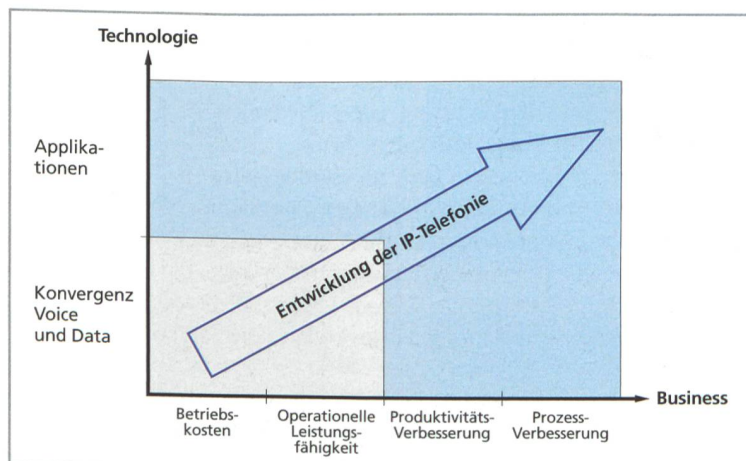 Technologie
Applika-
tionen
Entwicklung der IP-Telefonie
Konvergenz
Voice
und Data
Business
Betriebs-
kosten
Operationelle
Leistungs-
fähigkeit
Produktivitäts-
Verbesserung
Prozess-
Verbesserung